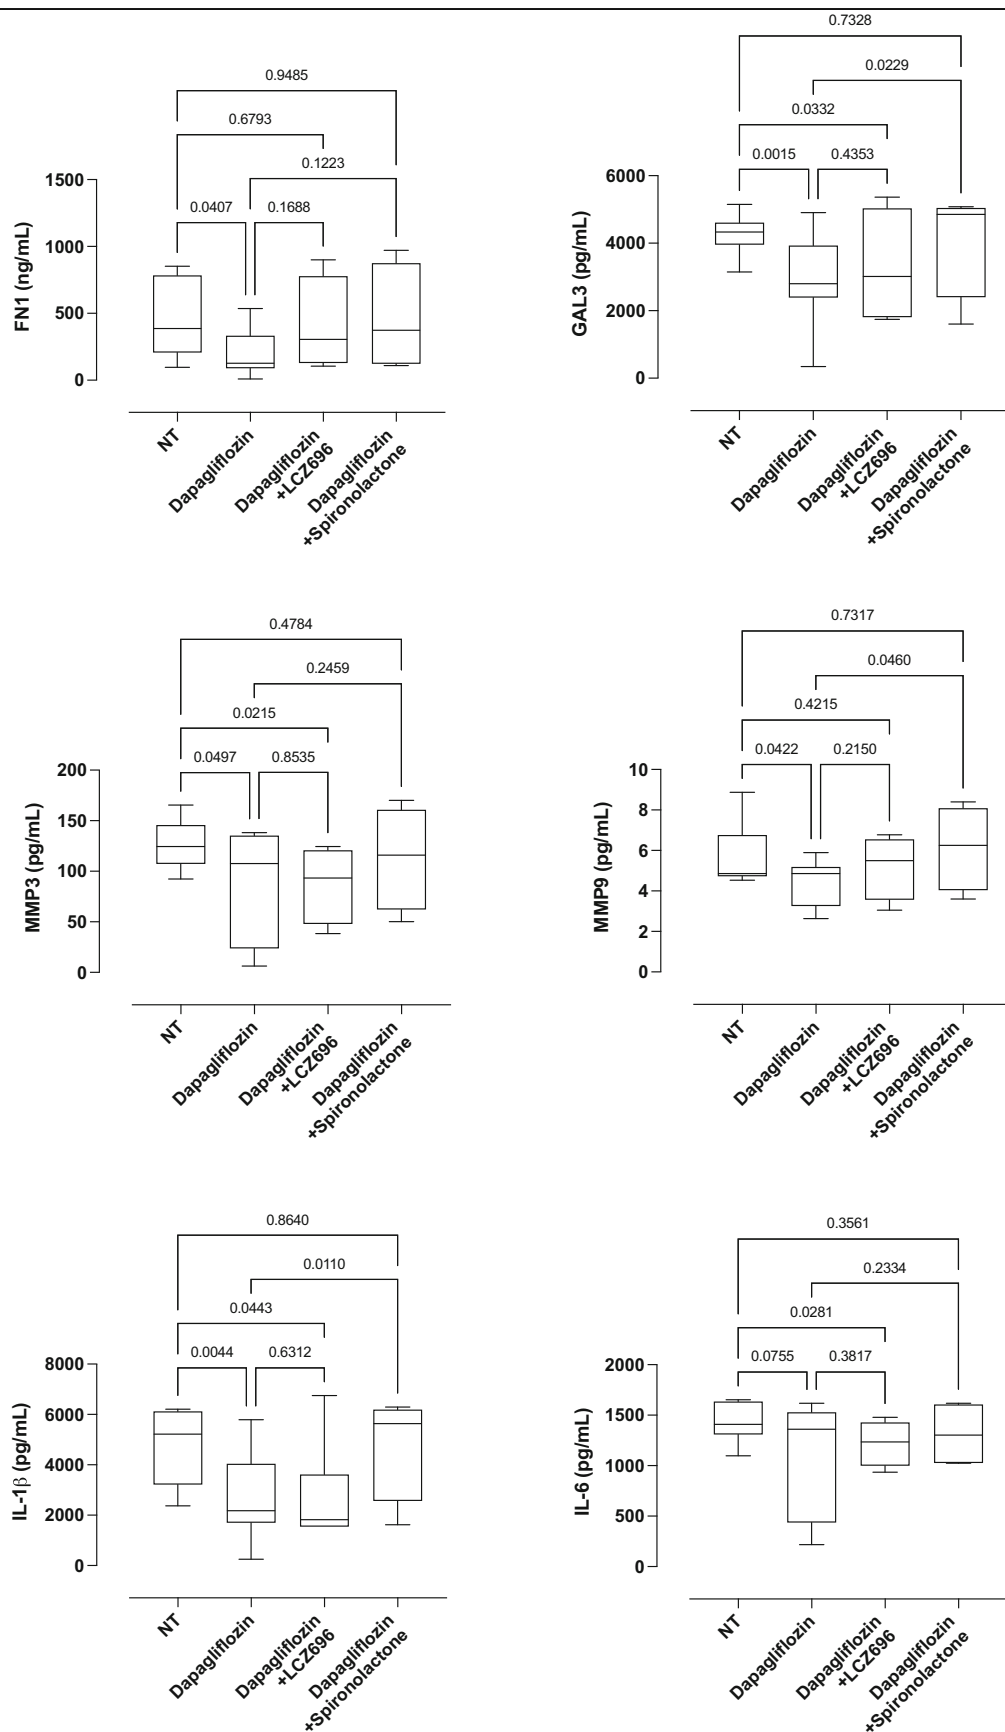 0.9485
0.6793
0.1223
0.0407
0.1688
FN1 (ng/mL)
1500
1000
500
0
NT
Dapagliflozin
Dapagliflozin
+LCZ696
Dapagliflozin
+Spironolactone
0.7328
0.0229
0.0332
0.0015
0.4353
GAL3 (pg/mL)
6000
4000
2000
0
NT
Dapagliflozin
Dapagliflozin
+LCZ696
Dapagliflozin
+Spironolactone
0.4784
0.2459
0.0215
0.0497
0.8535
MMP3 (pg/mL)
200
150
100
50
0
NT
Dapagliflozin
Dapagliflozin
+LCZ696
Dapagliflozin
+Spironolactone
0.7317
0.0460
0.4215
0.0422
0.2150
MMP9 (pg/mL)
10
8
6
4
2
0
NT
Dapagliflozin
Dapagliflozin
+LCZ696
Dapagliflozin
+Spironolactone
0.8640
0.0110
0.0443
0.0044
0.6312
IL-1β (pg/mL)
8000
6000
4000
2000
0
NT
Dapagliflozin
Dapagliflozin
+LCZ696
Dapagliflozin
+Spironolactone
0.3561
0.2334
0.0281
0.0755
0.3817
IL-6 (pg/mL)
2000
1500
1000
500
0
NT
Dapagliflozin
Dapagliflozin
+LCZ696
Dapagliflozin
+Spironolactone